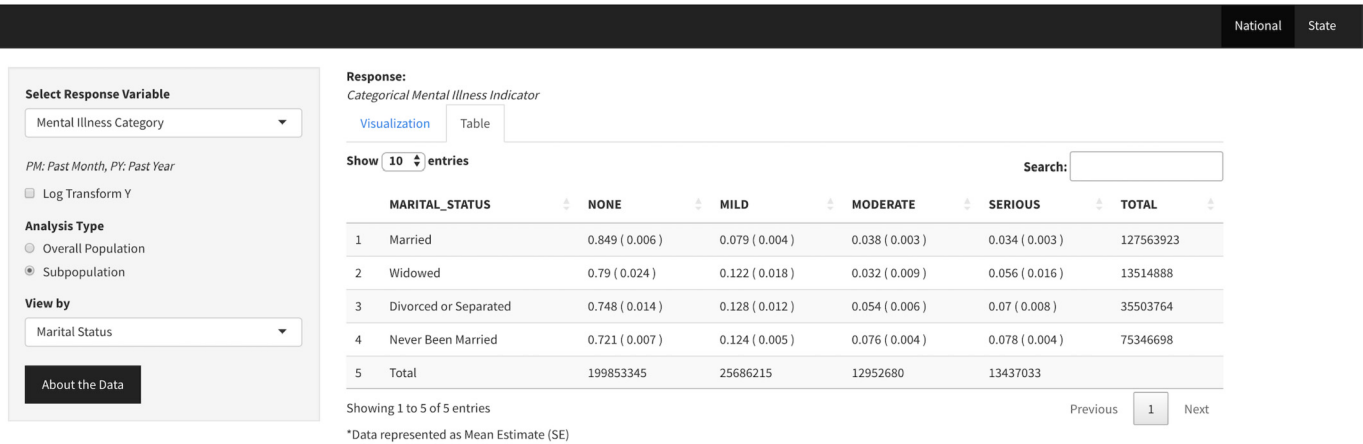 National State
Select Response Variable
Mental Illness Category
PM: Past Month, PY: Past Year
Log Transform Y
Analysis Type
Overall Population
Subpopulation
View by
Marital Status
About the Data
Response:
Categorical Mental Illness Indicator
Visualization Table
Show 10 entries
Search:
MARITAL_STATUS NONE MILD MODERATE SERIOUS TOTAL
1 Married 0.849 ( 0.006 ) 0.079 ( 0.004 ) 0.038 ( 0.003 ) 0.034 ( 0.003 ) 127563923
2 Widowed 0.79 ( 0.024 ) 0.122 ( 0.018 ) 0.032 ( 0.009 ) 0.056 ( 0.016 ) 13514888
3 Divorced or Separated 0.748 ( 0.014 ) 0.128 ( 0.012 ) 0.054 ( 0.006 ) 0.07 ( 0.008 ) 35503764
4 Never Been Married 0.721 ( 0.007 ) 0.124 ( 0.005 ) 0.076 ( 0.004 ) 0.078 ( 0.004 ) 75346698
5 Total 199853345 25686215 12952680 13437033
Showing 1 to 5 of 5 entries
Previous 1 Next
*Data represented as Mean Estimate (SE)